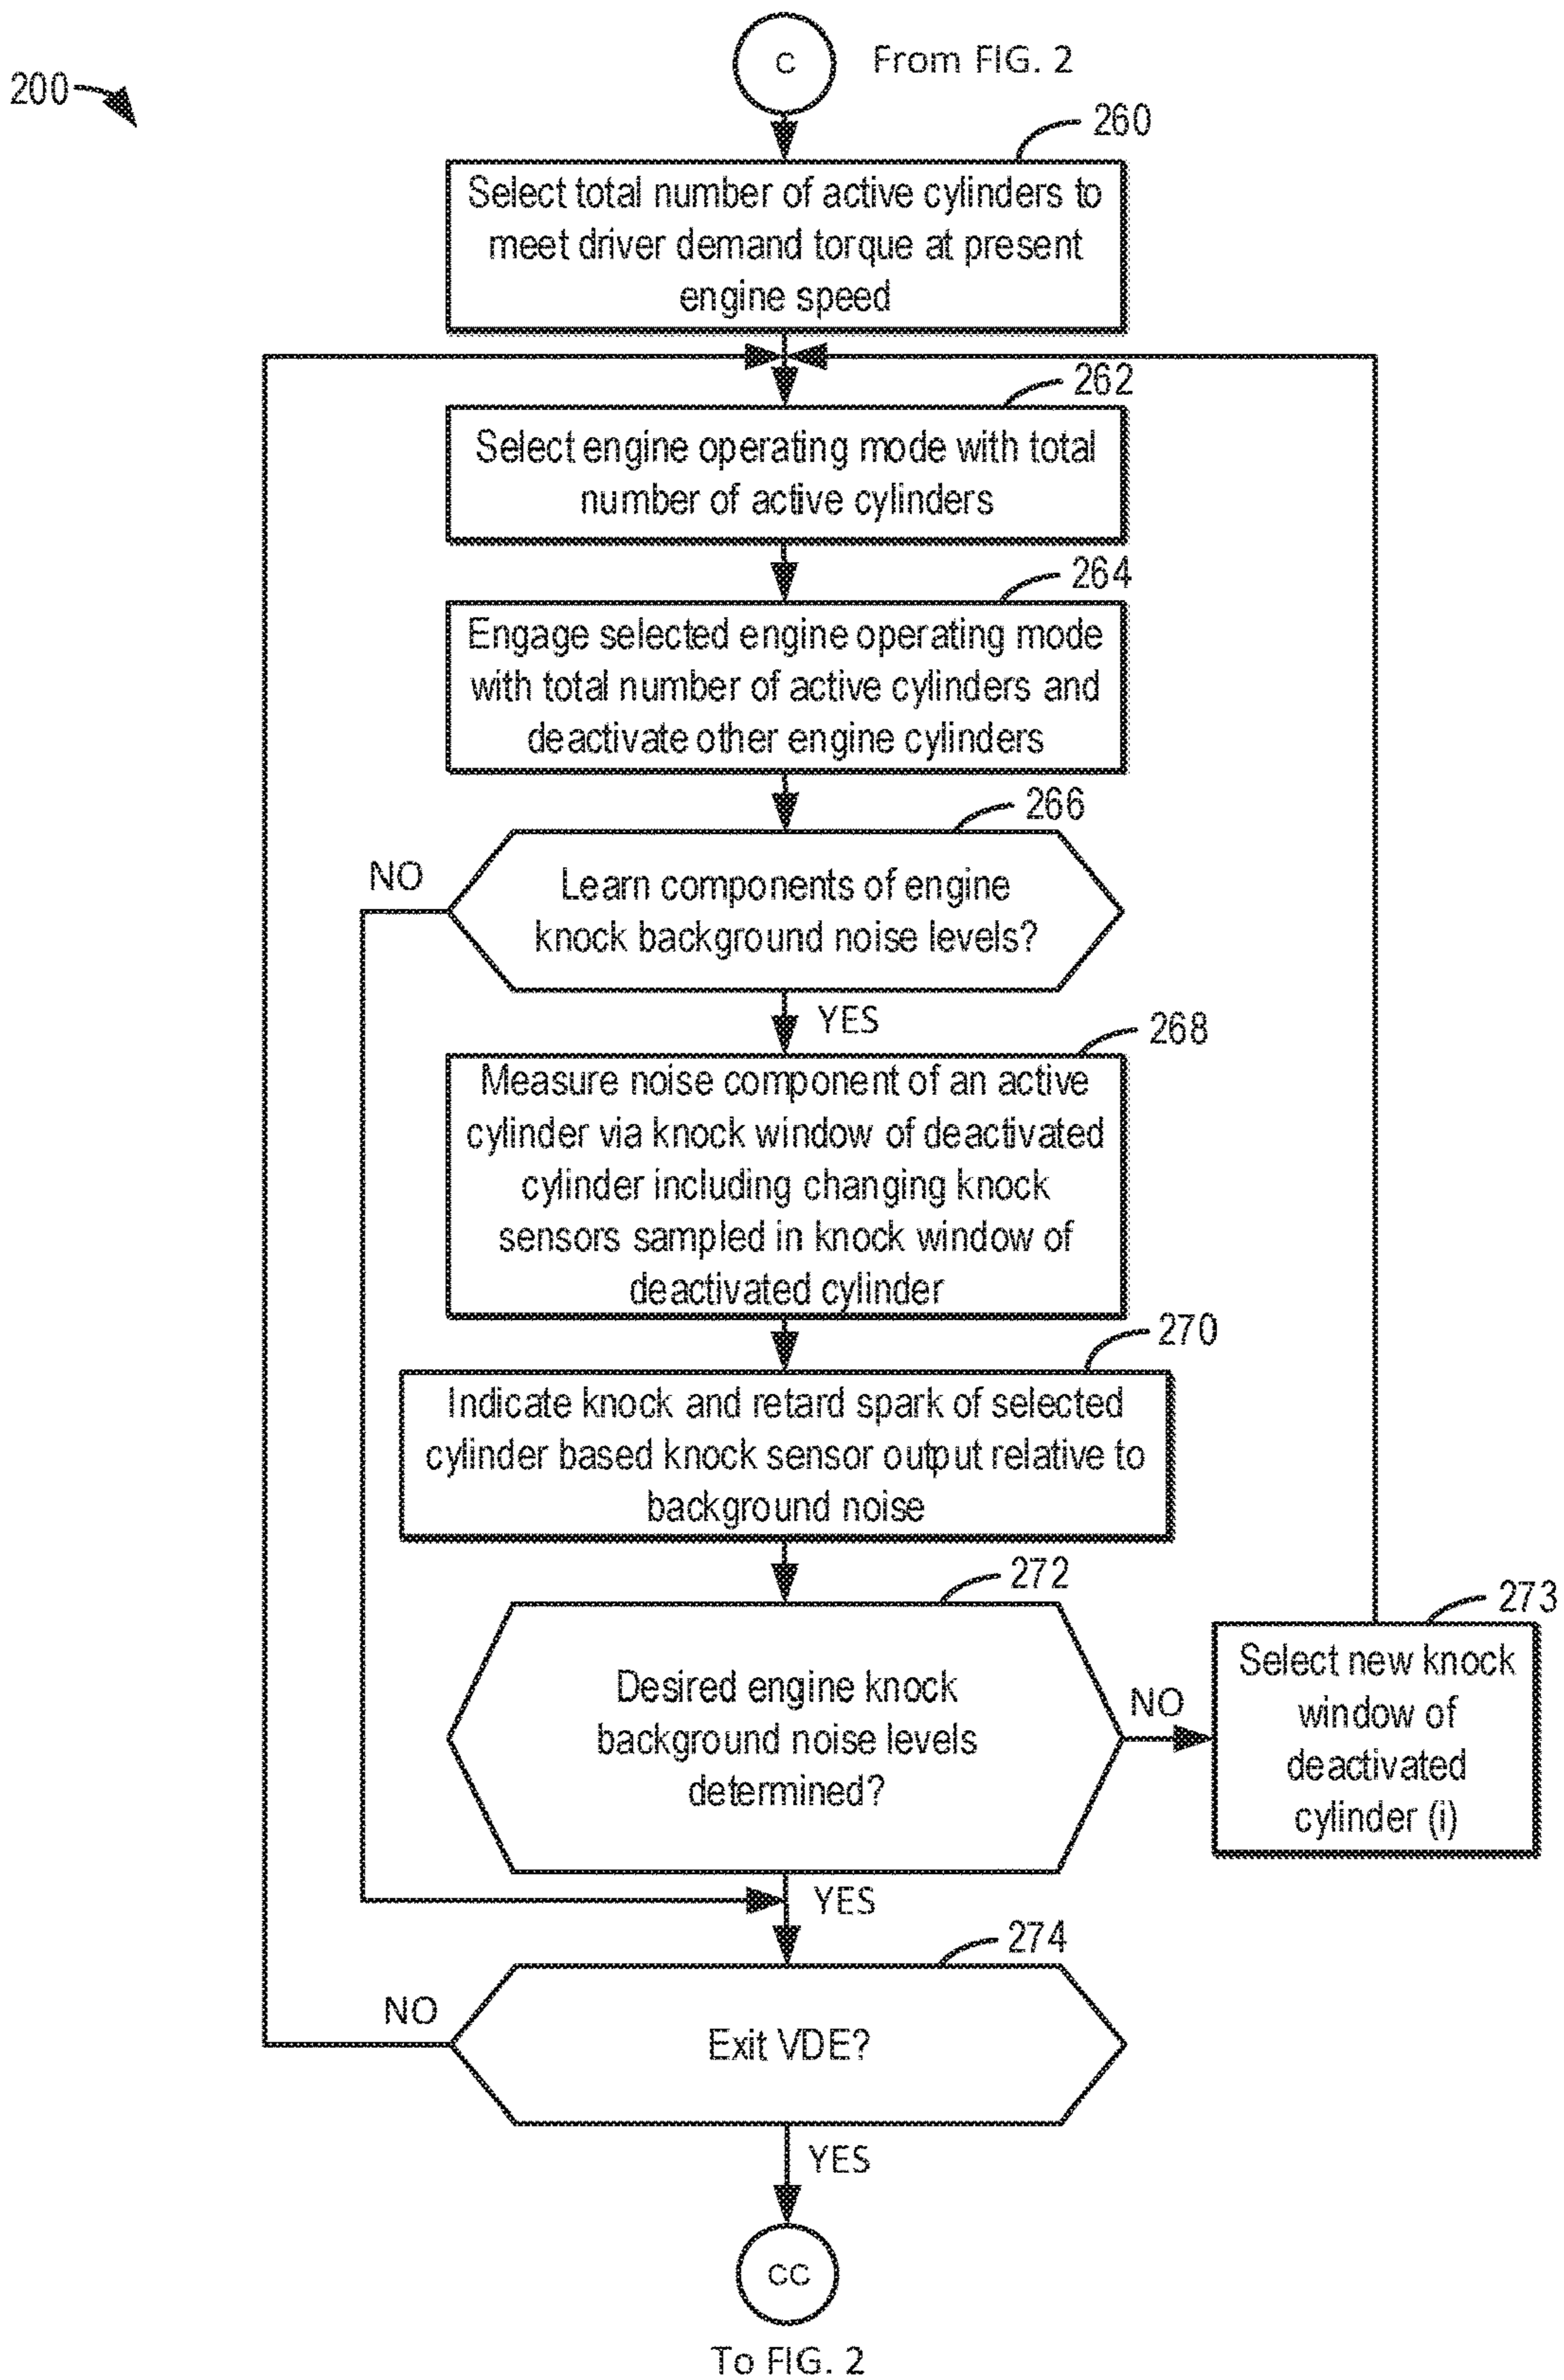 C
From FIG. 2
200
260
Select total number of active cylinders to
meet driver demand torque at present
engine speed
262
Select engine operating mode with total
number of active cylinders
264
Engage selected engine operating mode
with total number of active cylinders and
deactivate other engine cylinders
266
NO
Learn components of engine
knock background noise levels?
YES
268
Measure noise component of an active
cylinder via knock window of deactivated
cylinder including changing knock
sensors sampled in knock window of
deactivated cylinder
270
Indicate knock and retard spark of selected
cylinder based knock sensor output relative to
background noise
272
Desired engine knock
background noise levels
determined?
NO
273
Select new knock
window of
deactivated
cylinder (i)
YES
274
NO
Exit VDE?
YES
CC
To FIG. 2